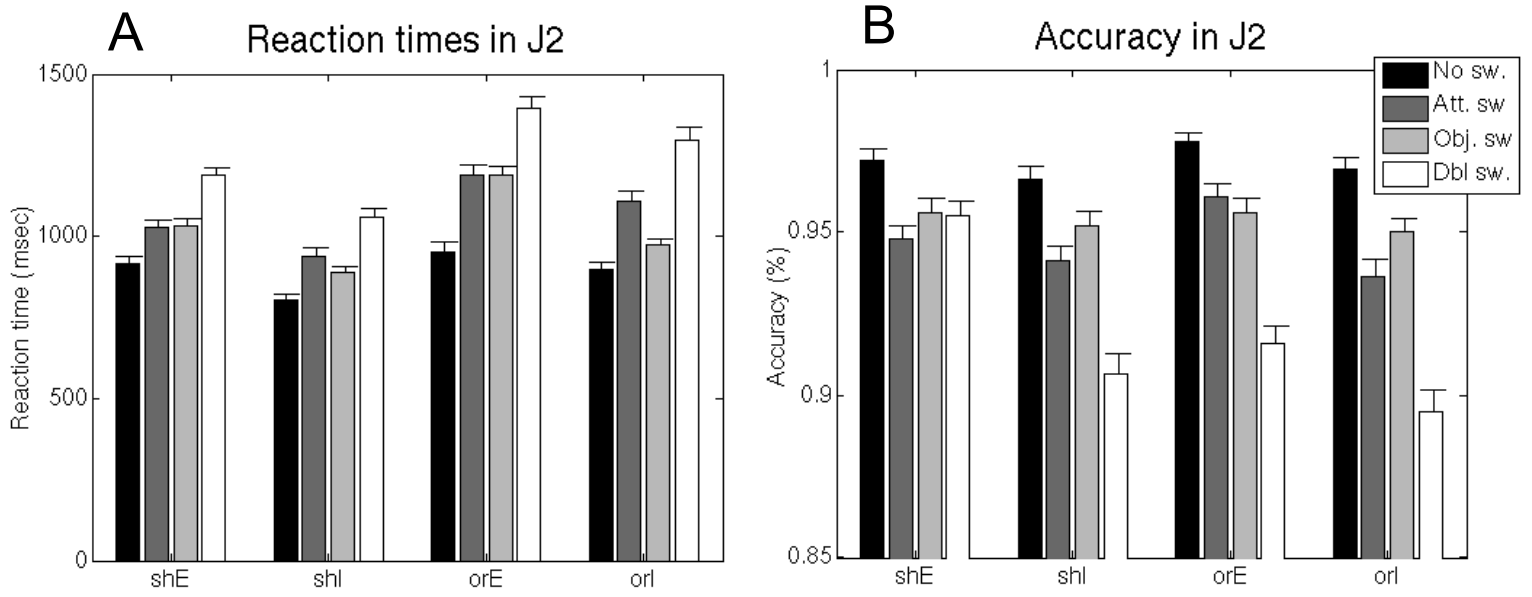 A
Reaction times in J2
1500
1000
500
0
Reaction time (msec)
shE shI orE orI
B
Accuracy in J2
1
0.95
0.9
0.85
Accuracy (%)
shE shI orE orI
No sw.
Att. sw
Obj. sw
Dbl sw.